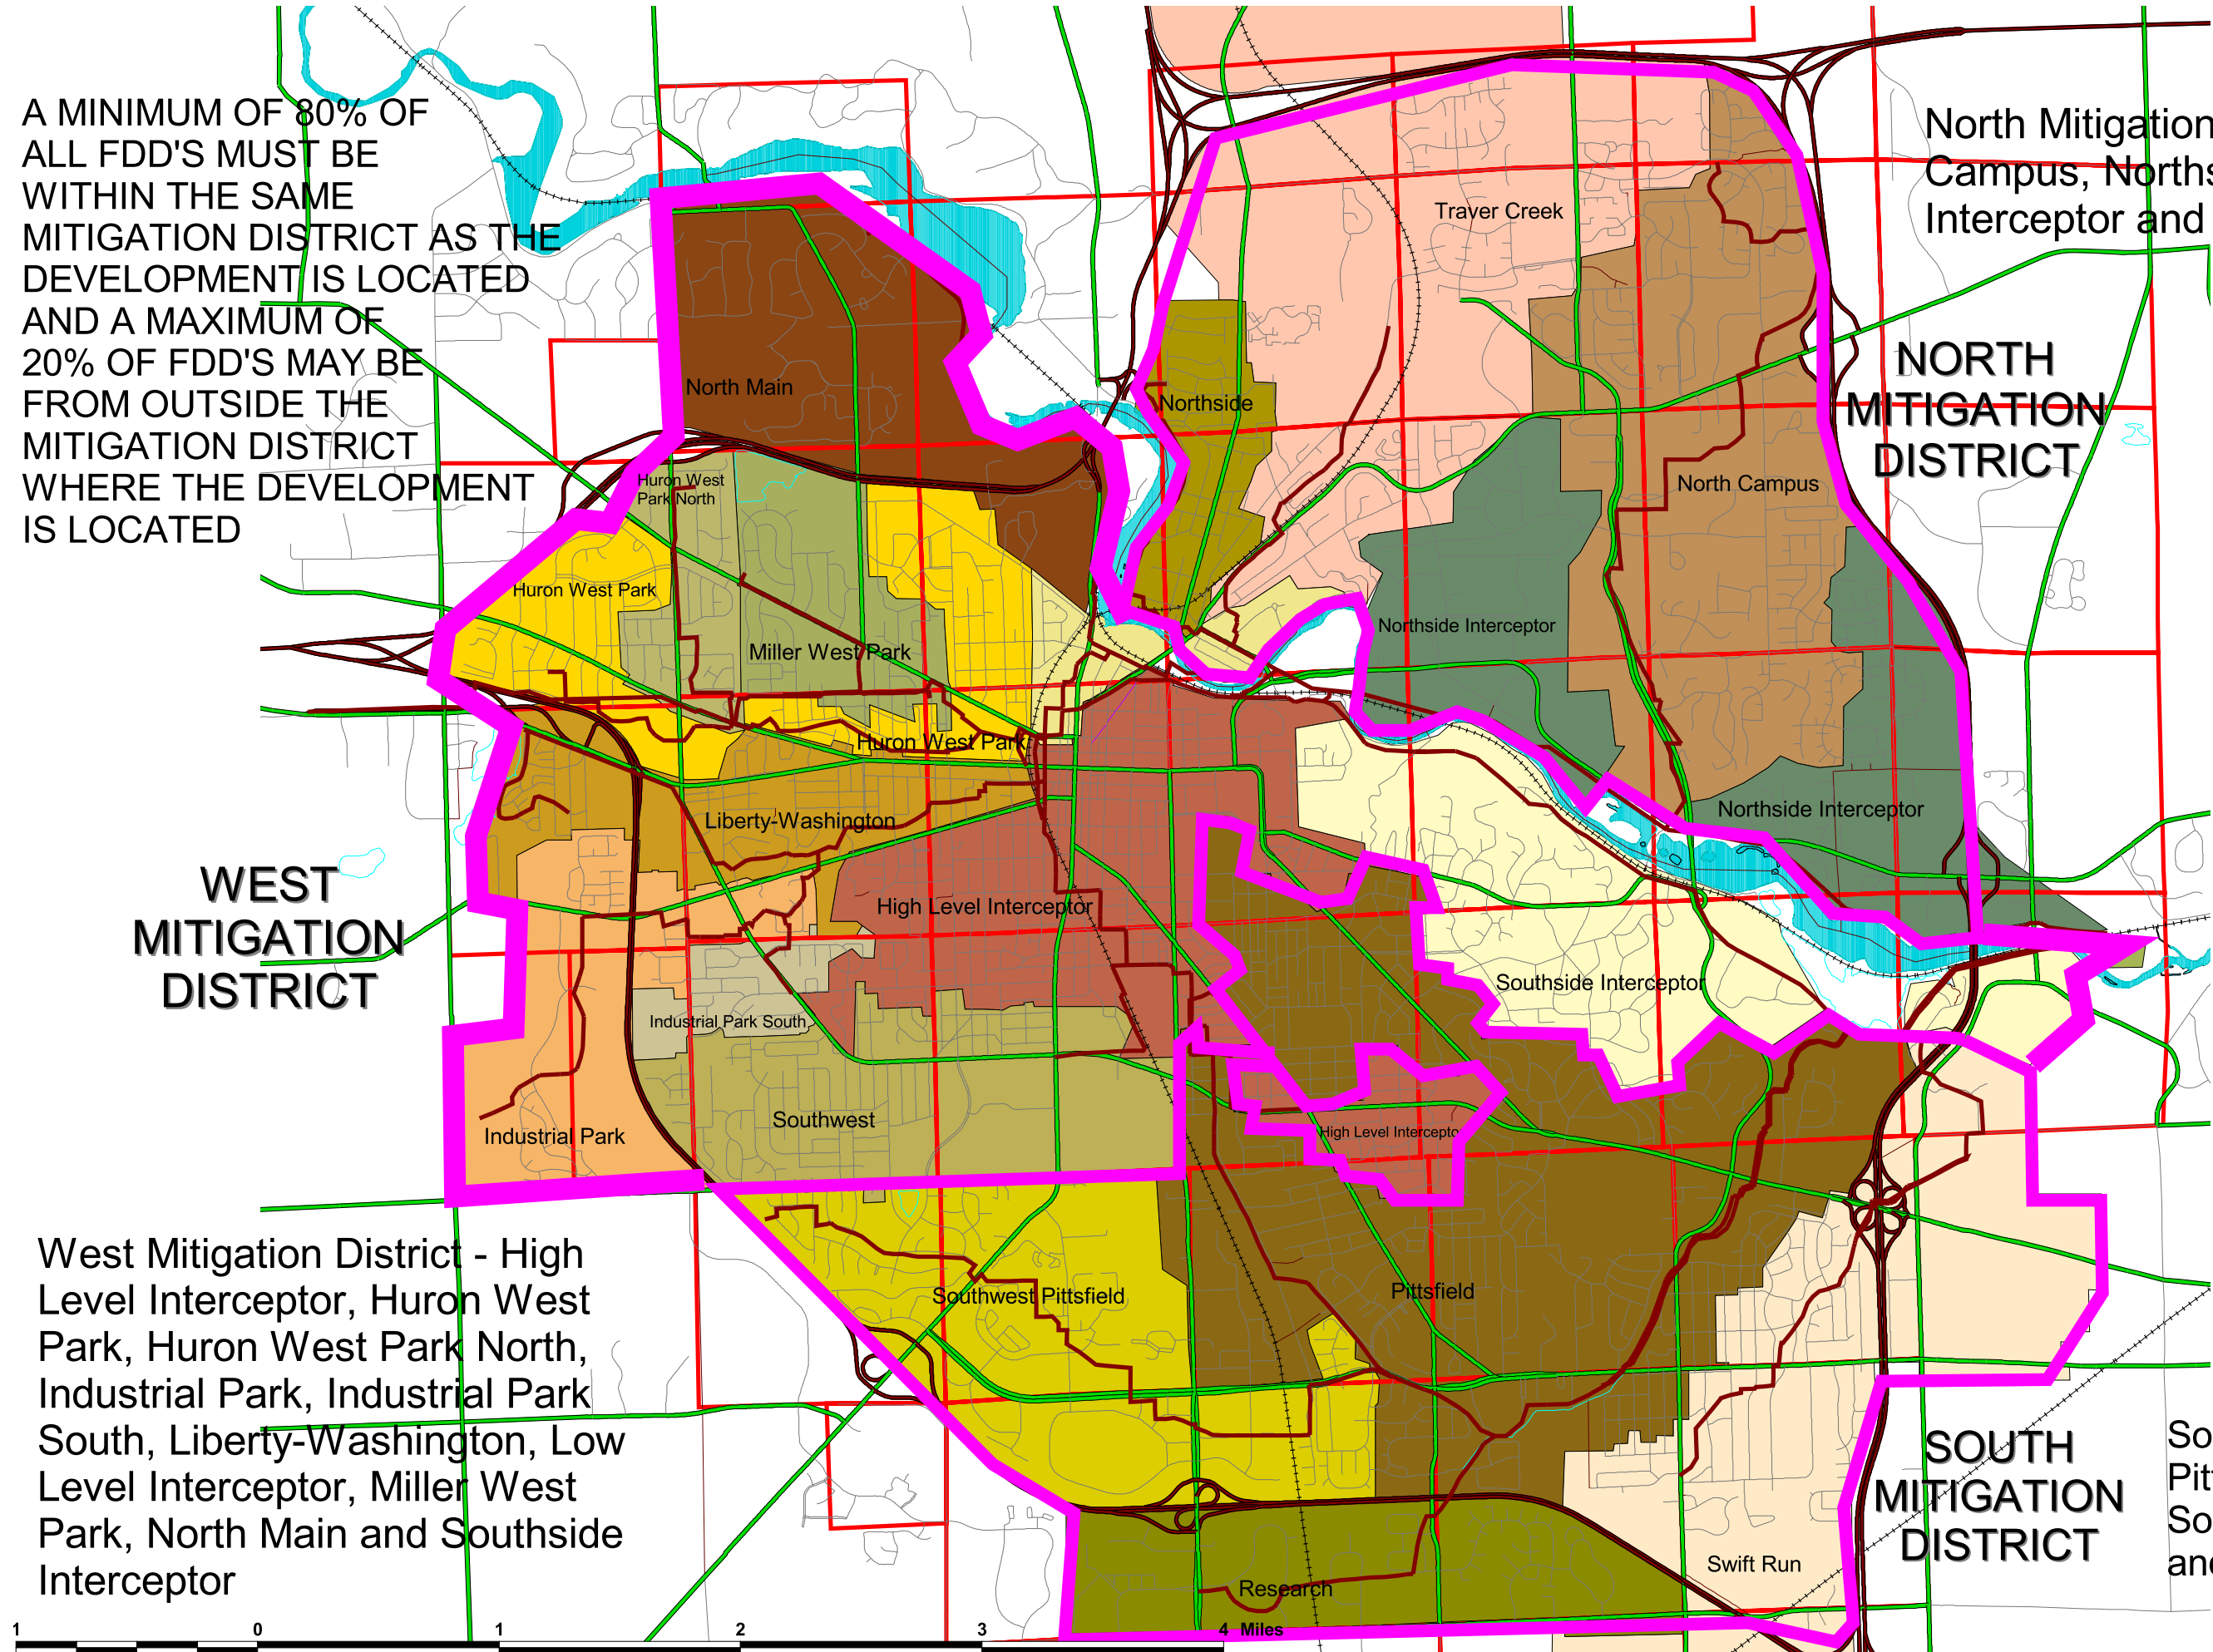 A MINIMUM OF 80% OF
ALL FDD'S MUST BE
WITHIN THE SAME
MITIGATION DISTRICT AS THE
DEVELOPMENT IS LOCATED
AND A MAXIMUM OF
20% OF FDD'S MAY BE
FROM OUTSIDE THE
MITIGATION DISTRICT
WHERE THE DEVELOPMENT
IS LOCATED
North Mitigation
Campus, Norths
Interceptor and
Traver Creek
NORTH
MITIGATION
DISTRICT
North Main
Northside
Huron West
Park North
North Campus
Huron West Park
Miller West Park
Northside Interceptor
Huron West Park
Liberty-Washington
Northside Interceptor
WEST
MITIGATION
DISTRICT
High Level Interceptor
Southside Interceptor
Industrial Park South
Southwest
Industrial Park
High Level Interceptor
West Mitigation District - High
Level Interceptor, Huron West
Park, Huron West Park North,
Industrial Park, Industrial Park
South, Liberty-Washington, Low
Level Interceptor, Miller West
Park, North Main and Southside
Interceptor
Southwest Pittsfield
Pittsfield
SOUTH
MITIGATION
DISTRICT
So
Pit
So
and
Swift Run
Research
1 0 1 2 3 4 Miles